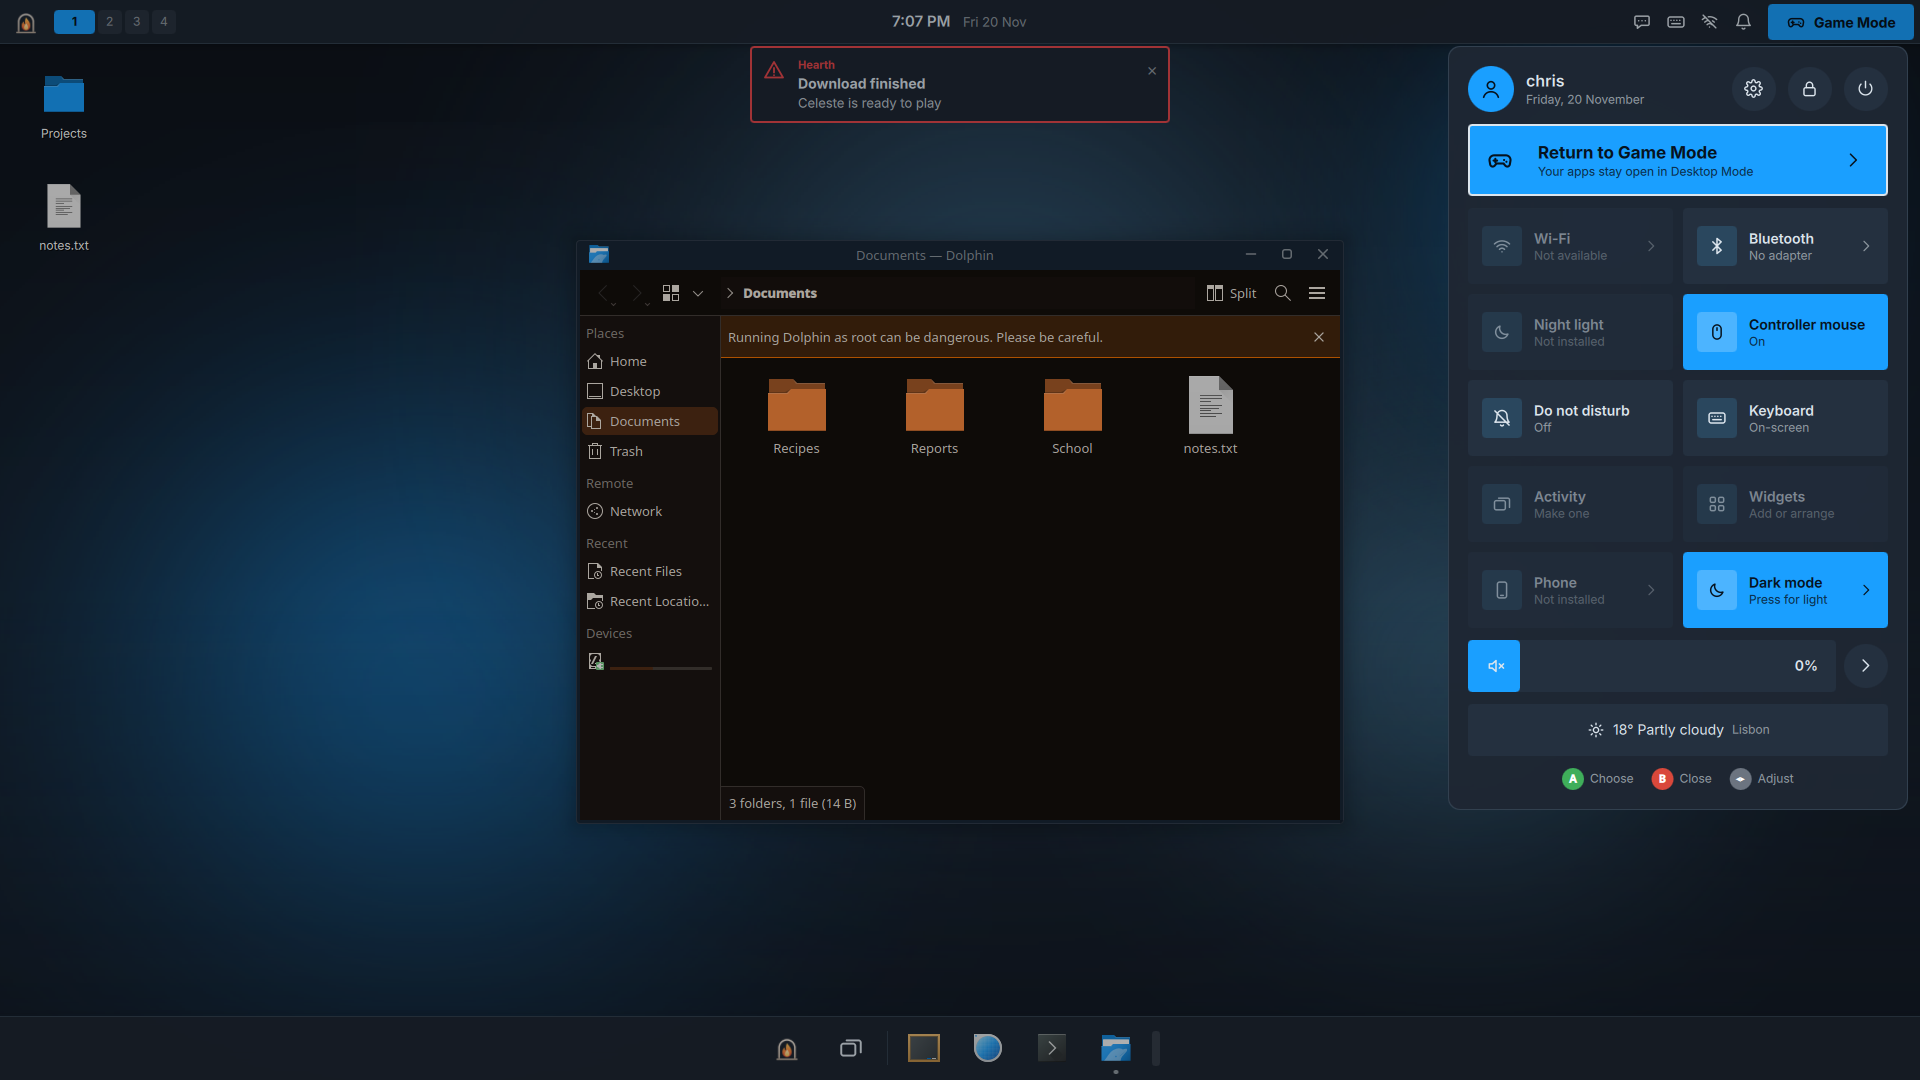 1 2 3 4
7:07 PM Fri 20 Nov
Game Mode
Projects
notes.txt
Hearth
Download finished
Celeste is ready to play
Documents — Dolphin
Documents
Split
Places
Home
Desktop
Documents
Trash
Remote
Network
Recent
Recent Files
Recent Locatio...
Devices
Running Dolphin as root can be dangerous. Please be careful.
Recipes
Reports
School
notes.txt
3 folders, 1 file (14 B)
chris
Friday, 20 November
Return to Game Mode
Your apps stay open in Desktop Mode
Wi-Fi
Not available
Bluetooth
No adapter
Night light
Not installed
Controller mouse
On
Do not disturb
Off
Keyboard
On-screen
Activity
Make one
Widgets
Add or arrange
Phone
Not installed
Dark mode
Press for light
0%
18° Partly cloudy Lisbon
A Choose B Close Adjust